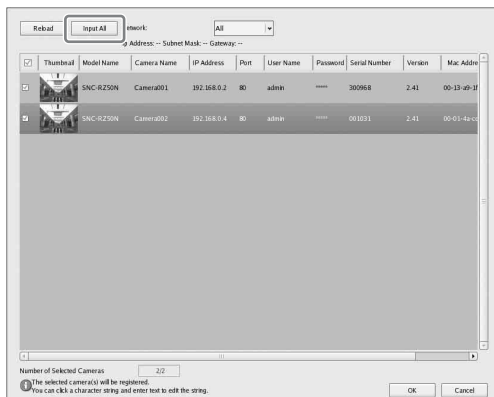 Reload Input All etwork: All
Address: -- Subnet Mask: -- Gateway: --
Thumbnail Model Name Camera Name IP Address Port User Name Password Serial Number Version Mac Addre
SNC-RZ50N Camera001 192.168.0.2 80 admin ***** 300968 2.41 00-13-a9-1f
SNC-RZ50N Camera002 192.168.0.4 80 admin ***** 001031 2.41 00-01-4a-cc
Number of Selected Cameras 2/2
The selected camera(s) will be registered.
You can click a character string and enter text to edit the string.
OK Cancel